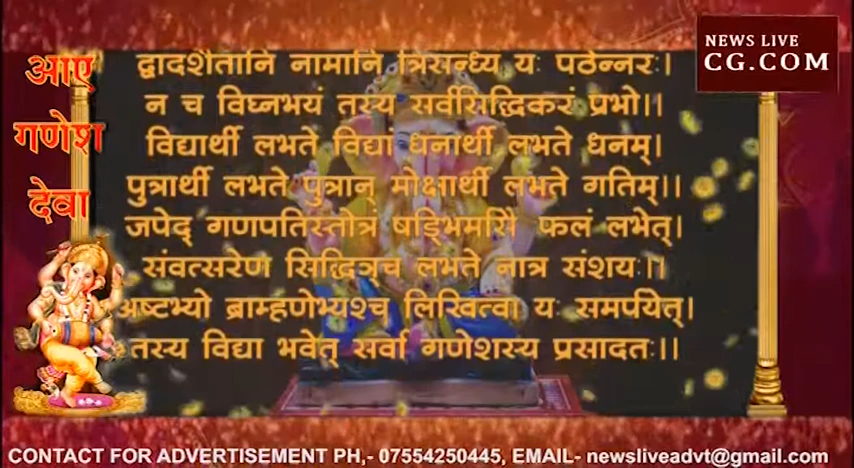 NEWS LIVE
CG.COM
आए
गणेश
देवा
द्वादशैतानि नामानि त्रिसन्ध्य यः पठेन्नरः।
न च विघ्नभयं तस्य सर्वसिद्धिकरं प्रभो।।
विद्यार्थी लभते विद्यां धनार्थी लभते धनम्।
पुत्रार्थी लभते पुत्रान् मोक्षार्थी लभते गतिम्।।
जपेद् गणपतिस्तोत्रं फलं लभेत्।
संवत्सरेण लभते नात्र संशयः।।
अष्टभ्यो ब्राम्हणेभ्यश्च लिखित्वा यः समर्पयेत्।
तस्य विद्या भवेत् सर्वा गणेशस्य प्रसादतः।।
CONTACT FOR ADVERTISEMENT PH,- 07554250445, EMAIL- newsliveadvt@gmail.com